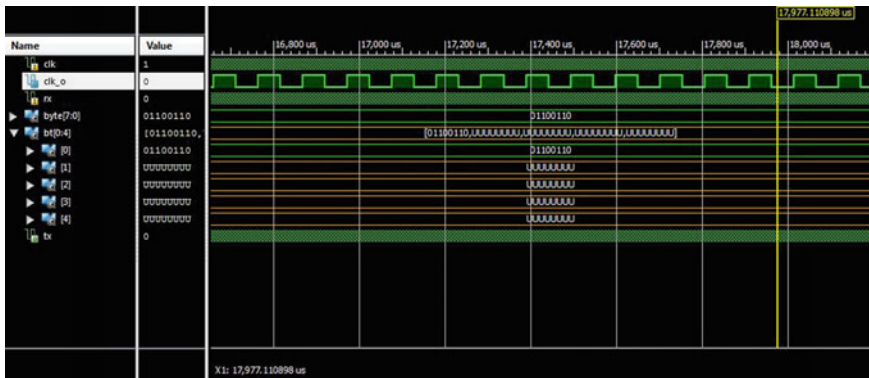 17,977.110898 us
Name Value 16,800 us 17,000 us 17,200 us 17,400 us 17,600 us 17,800 us 18,000 us
clk 1
clk_o 0
rx 0
byte[7:0] 01100110 01100110
bt[0:4] [01100110, [01100110,UUUUUUUU,UUUUUUUU,UUUUUUUU,UUUUUUUU]
[0] 01100110 01100110
[1] UUUUUUUU UUUUUUUU
[2] UUUUUUUU UUUUUUUU
[3] UUUUUUUU UUUUUUUU
[4] UUUUUUUU UUUUUUUU
tx 0
X1: 17,977.110898 us